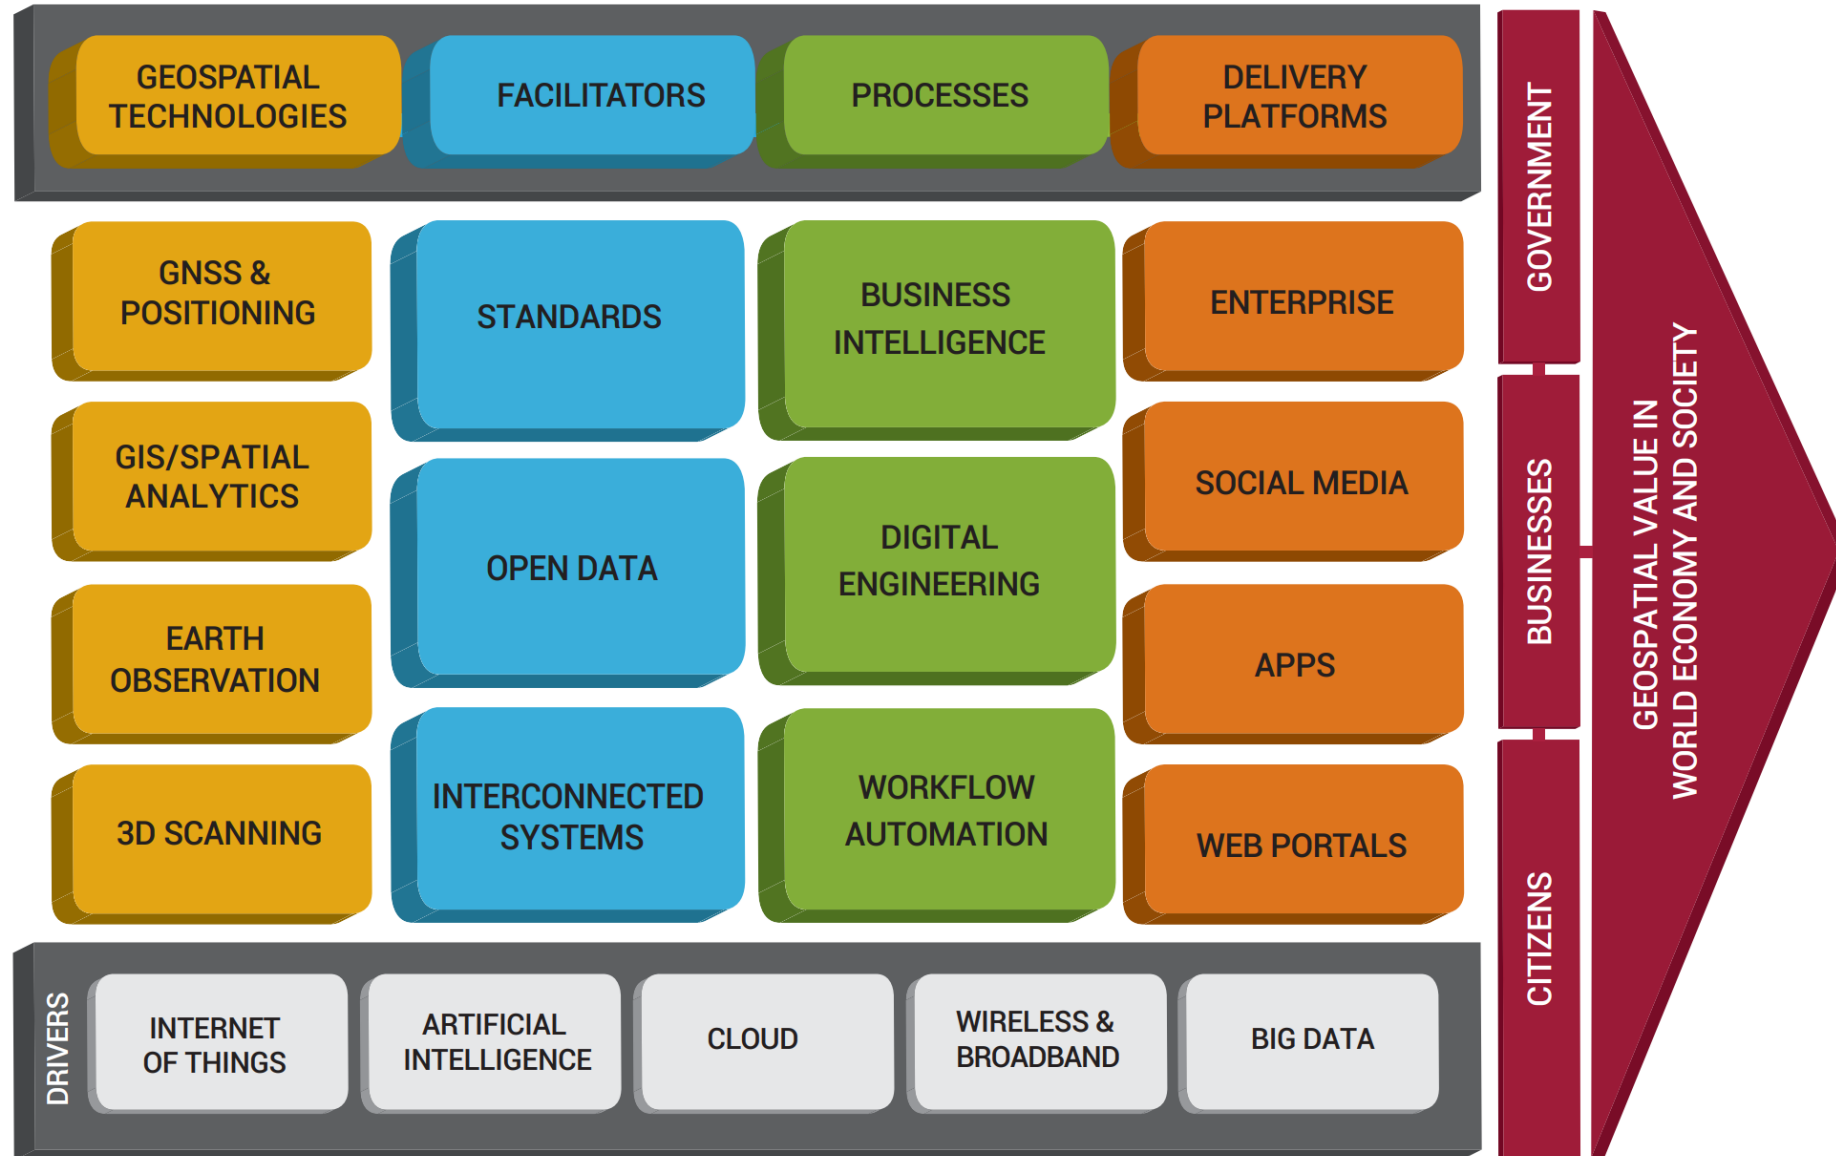 GEOSPATIAL
TECHNOLOGIES
FACILITATORS
PROCESSES
DELIVERY
PLATFORMS
GNSS &
POSITIONING
GIS/SPATIAL
ANALYTICS
EARTH
OBSERVATION
3D SCANNING
STANDARDS
OPEN DATA
INTERCONNECTED
SYSTEMS
BUSINESS
INTELLIGENCE
DIGITAL
ENGINEERING
WORKFLOW
AUTOMATION
ENTERPRISE
SOCIAL MEDIA
APPS
WEB PORTALS
DRIVERS
INTERNET
OF THINGS
ARTIFICIAL
INTELLIGENCE
CLOUD
WIRELESS &
BROADBAND
BIG DATA
GOVERNMENT
BUSINESSES
CITIZENS
GEOSPATIAL VALUE IN
WORLD ECONOMY AND SOCIETY